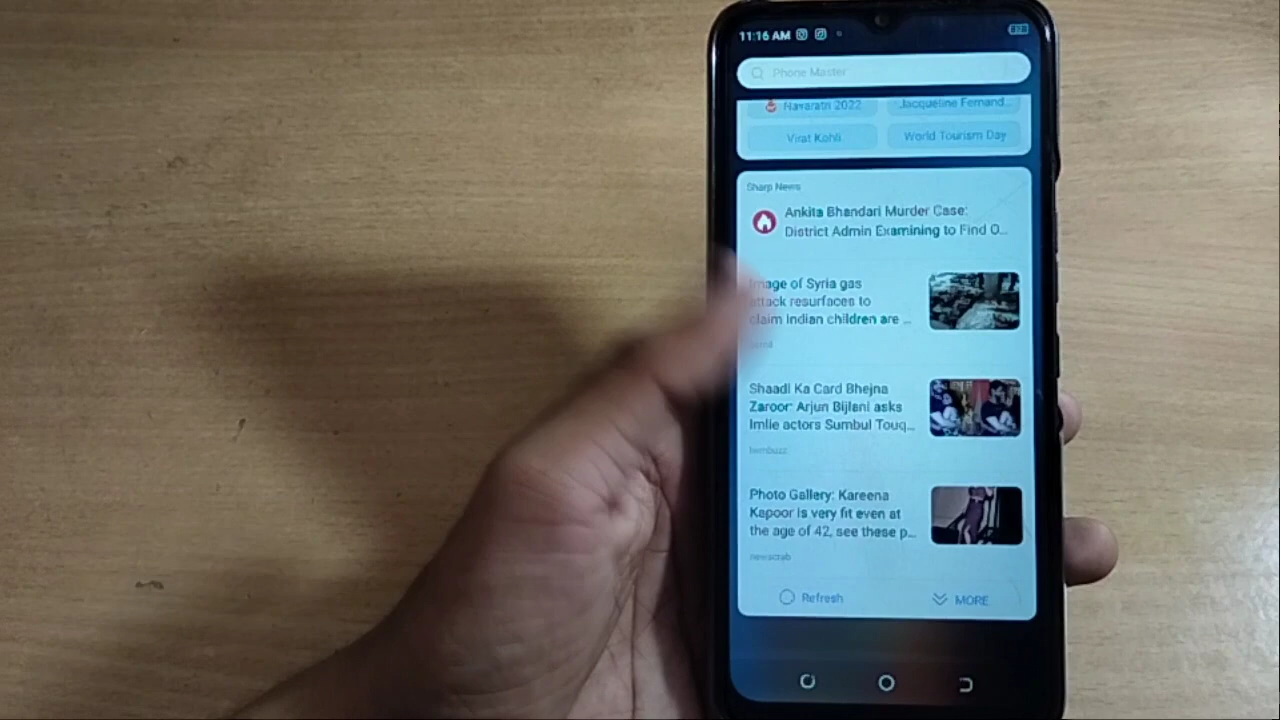 11:16 AM
Phone Master
Navaratri 2022
Jacqueline Fernand...
Virat Kohli
World Tourism Day
Sharp News
Ankita Bhandari Murder Case:
District Admin Examining to Find O...
Image of Syria gas
attack resurfaces to
claim Indian children are ...
Shaadi Ka Card Bhejna
Zaroor: Arjun Bijlani asks
Imlie actors Sumbul Touq...
Photo Gallery: Kareena
Kapoor is very fit even at
the age of 42, see these p...
newscrab
Refresh
MORE